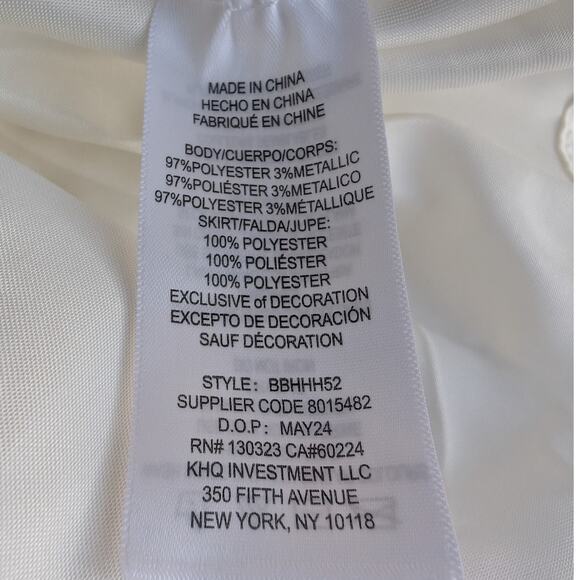 MADE IN CHINA
HECHO EN CHINA
FABRIQUÉ EN CHINE
BODY/CUERPO/CORPS:
97%POLYESTER 3%METALLIC
97%POLIÉSTER 3%METALICO
97%POLYESTER 3%MÉTALLIQUE
SKIRT/FALDA/JUPE:
100% POLYESTER
100% POLIÉSTER
100% POLYESTER
EXCLUSIVE of DECORATION
EXCEPTO DE DECORACIÓN
SAUF DÉCORATION
STYLE: BBHHH52
SUPPLIER CODE 8015482
D.O.P: MAY24
RN# 130323 CA#60224
KHQ INVESTMENT LLC
350 FIFTH AVENUE
NEW YORK, NY 10118